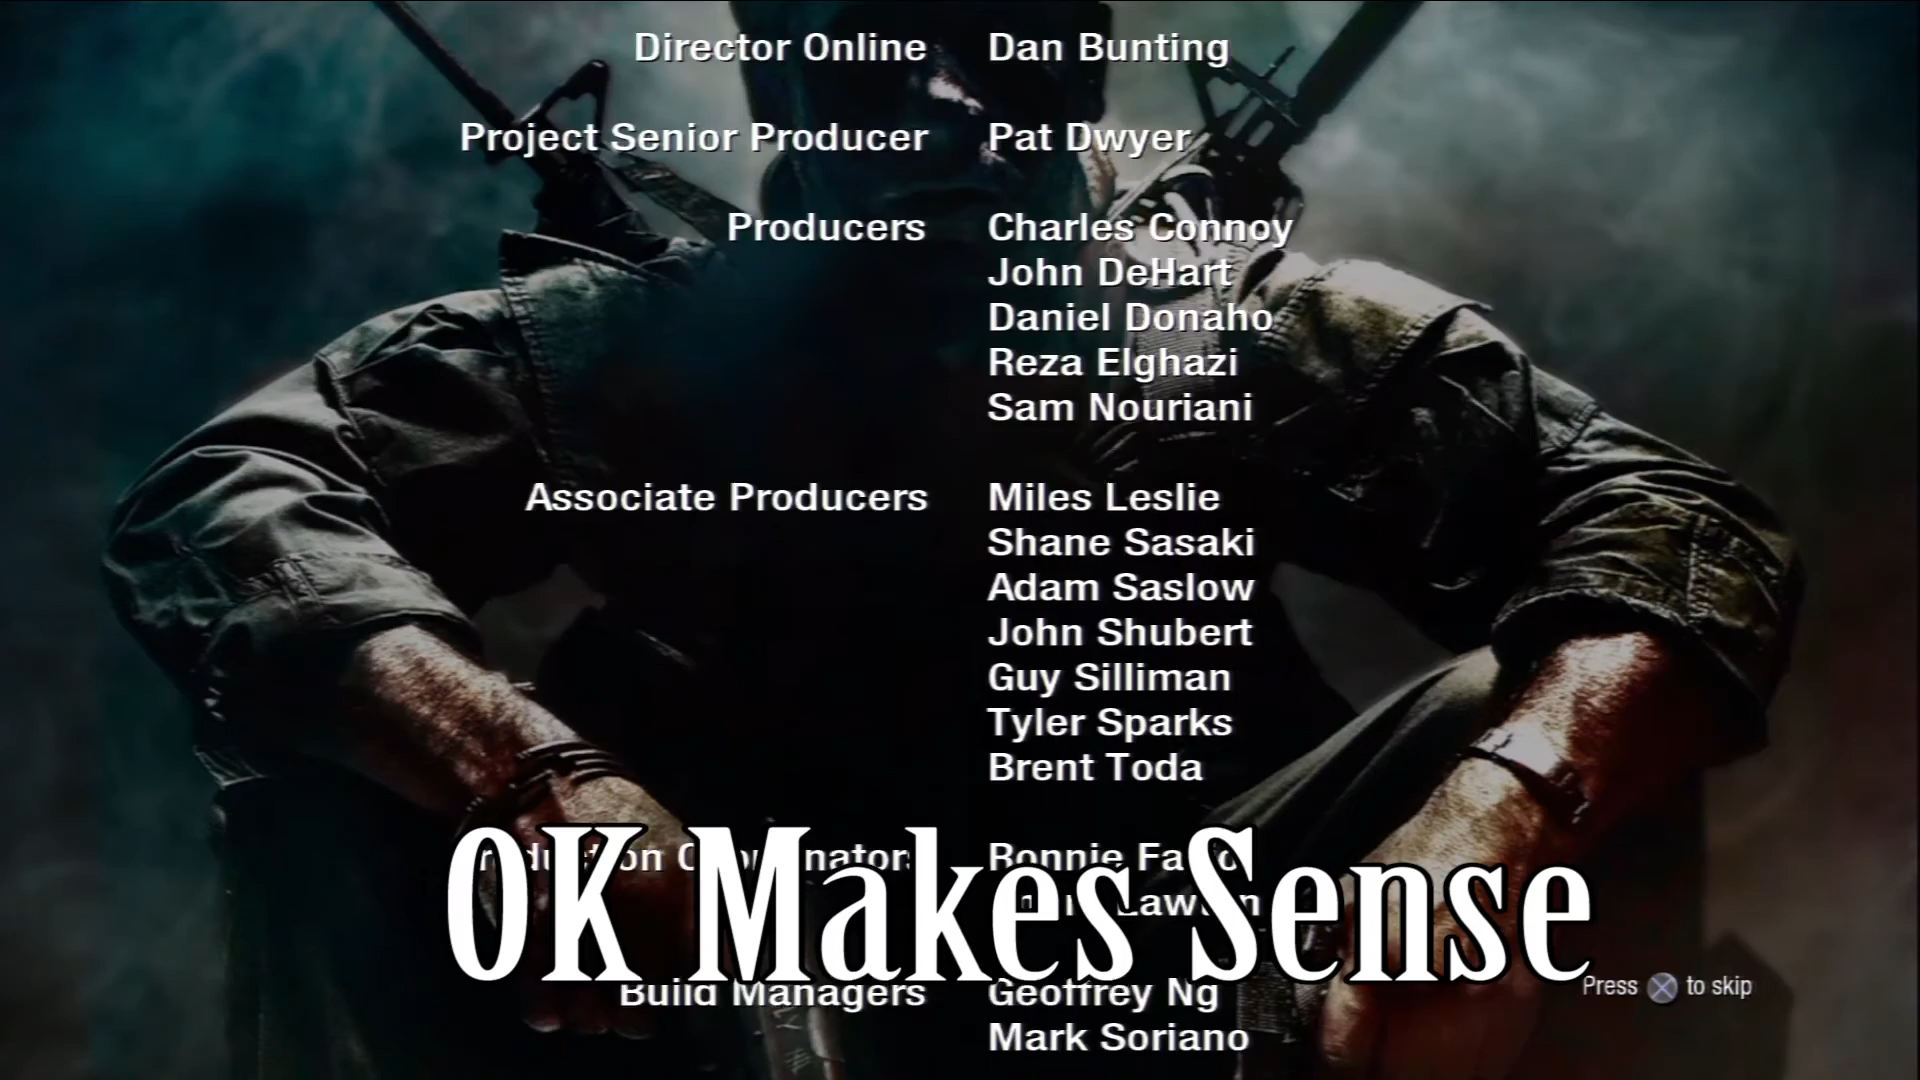 Director Online Dan Bunting
Project Senior Producer Pat Dwyer
Producers Charles Connoy
John DeHart
Daniel Donaho
Reza Elghazi
Sam Nouriani
Associate Producers Miles Leslie
Shane Sasaki
Adam Saslow
John Shubert
Guy Silliman
Tyler Sparks
Brent Toda
Ronnie
OK Makes Sense
Build Managers Geoffrey Ng
Press to skip
Mark Soriano